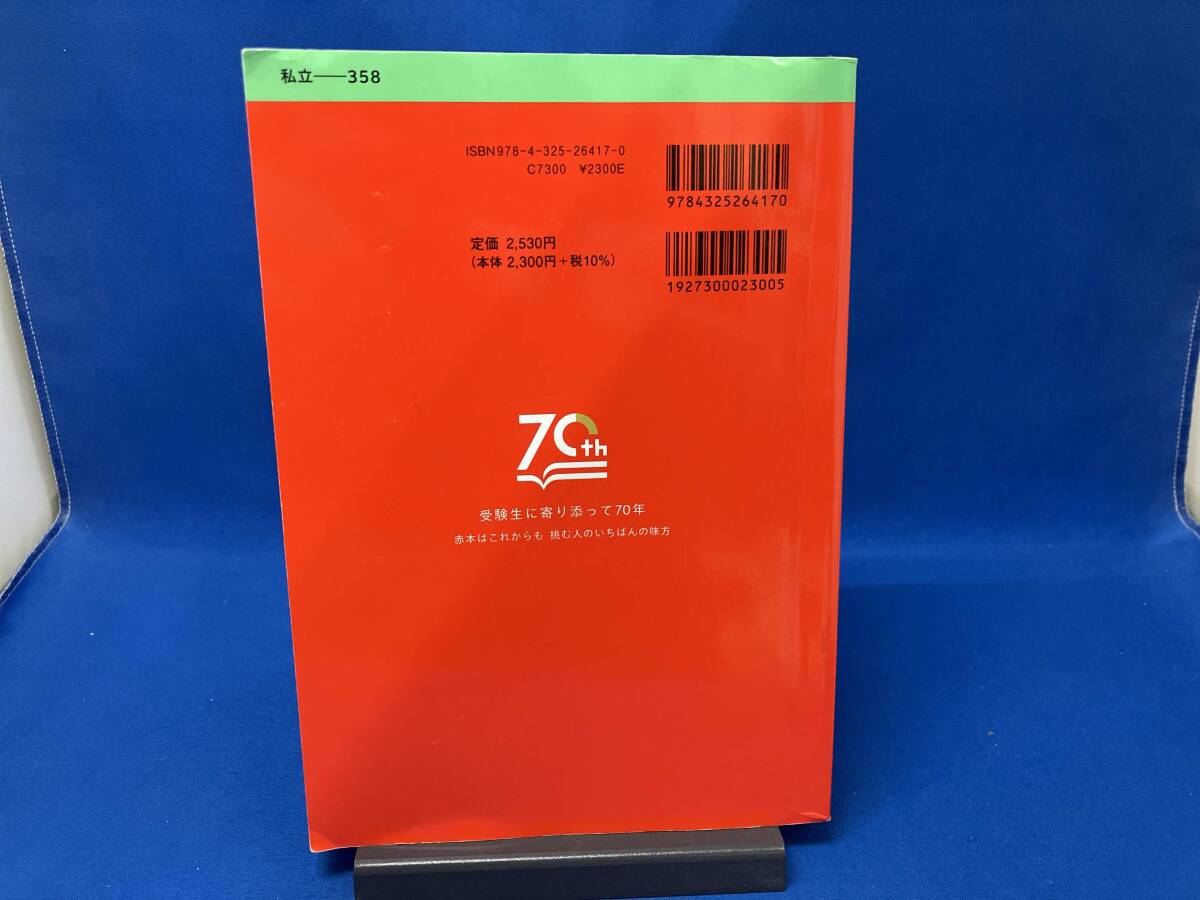 私立――358
ISBN978-4-325-26417-0
C7300 ¥2300E
9784325264170
定価 2,530円
(本体 2,300円+税10%)
1927300023005
70th
受験生に寄り添って70年
赤本はこれからも 挑む人のいちばんの味方